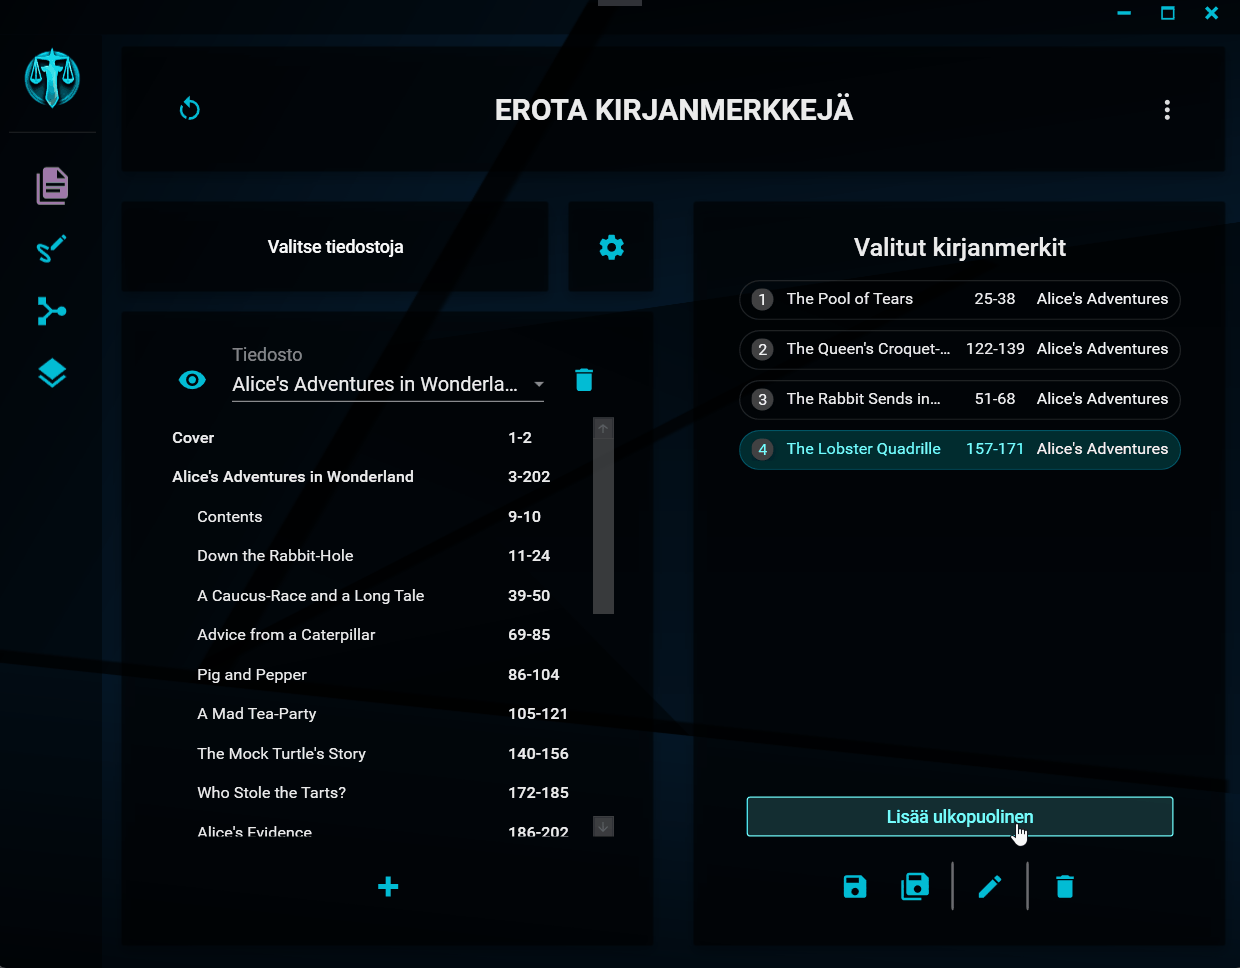 EROTA KIRJANMERKKEJÄ
Valitse tiedostoja
Tiedosto
Alice's Adventures in Wonderla...
Cover 1-2
Alice's Adventures in Wonderland 3-202
Contents 9-10
Down the Rabbit-Hole 11-24
A Caucus-Race and a Long Tale 39-50
Advice from a Caterpillar 69-85
Pig and Pepper 86-104
A Mad Tea-Party 105-121
The Mock Turtle's Story 140-156
Who Stole the Tarts? 172-185
Alice's Evidence 186-202
Valitut kirjanmerkit
1 The Pool of Tears 25-38 Alice's Adventures
2 The Queen's Croquet-... 122-139 Alice's Adventures
3 The Rabbit Sends in... 51-68 Alice's Adventures
4 The Lobster Quadrille 157-171 Alice's Adventures
Lisää ulkopuolinen